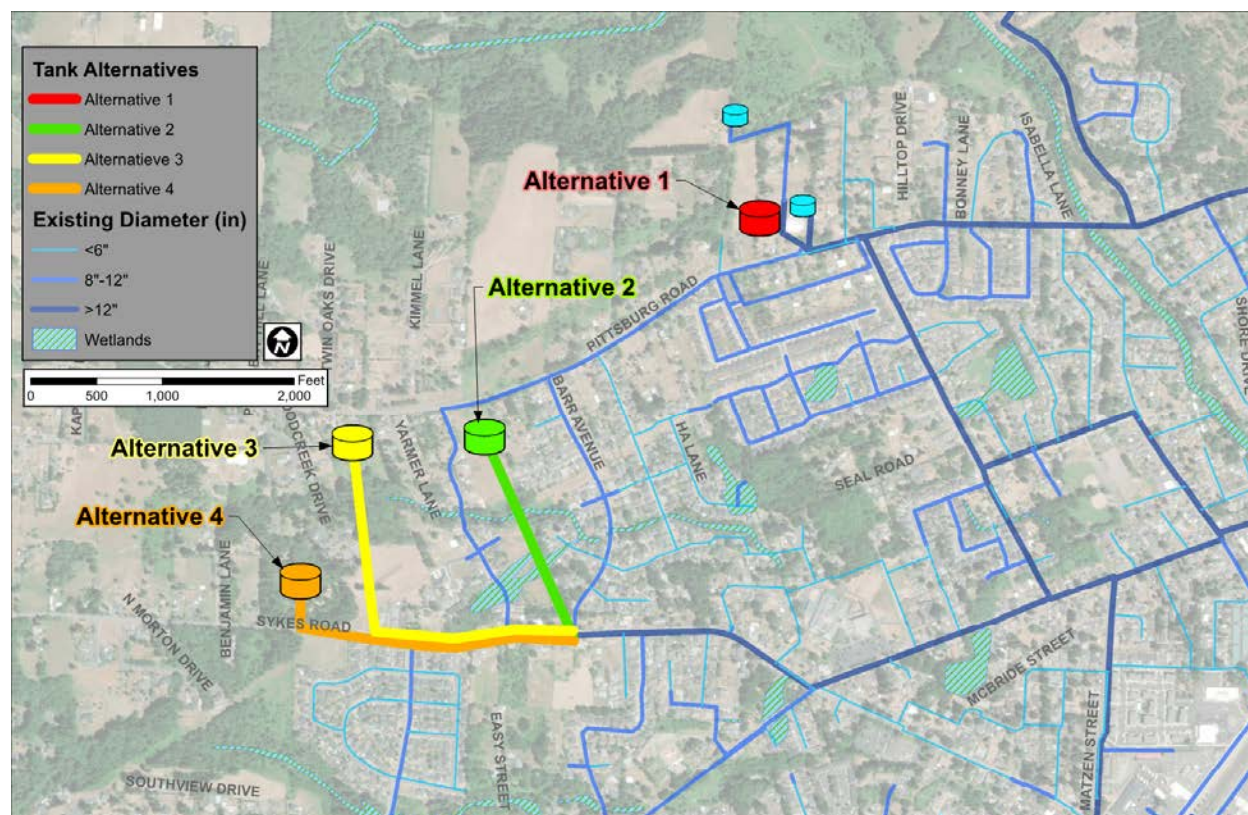 Tank Alternatives
Alternative 1
Alternative 2
Alternatieve 3
Alternative 4
Existing Diameter (in)
<6"
8"-12"
>12"
Wetlands
N
Feet
0 500 1,000 2,000
Alternative 1
Alternative 2
Alternative 3
Alternative 4
HILLTOP DRIVE
BONNEY LANE
ISABELLA LANE
KIMMEL LANE
WIN OAKS DRIVE
PITTSBURG ROAD
BARR AVENUE
YARMER LANE
HA LANE
SEAL ROAD
BENJAMIN LANE
N MORTON DRIVE
SYKES ROAD
EASY STREET
MCBRIDE STREET
MATZEN STREET
SOUTHVIEW DRIVE